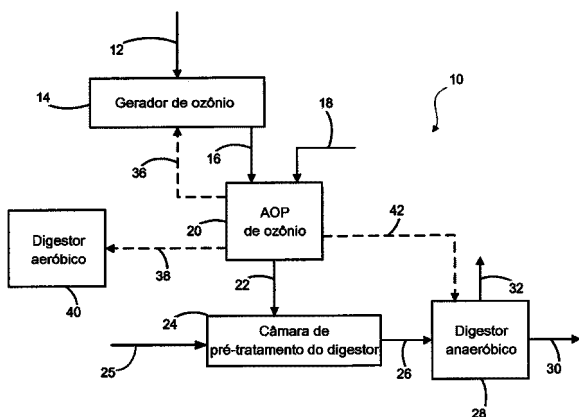 12
14
Gerador de ozônio
10
18
36
16
AOP
de ozônio
20
42
Digestor
aeróbico
38
40
22
32
24
Câmara de
pré-tratamento do digestor
25
26
Digestor
anaeróbico
30
28